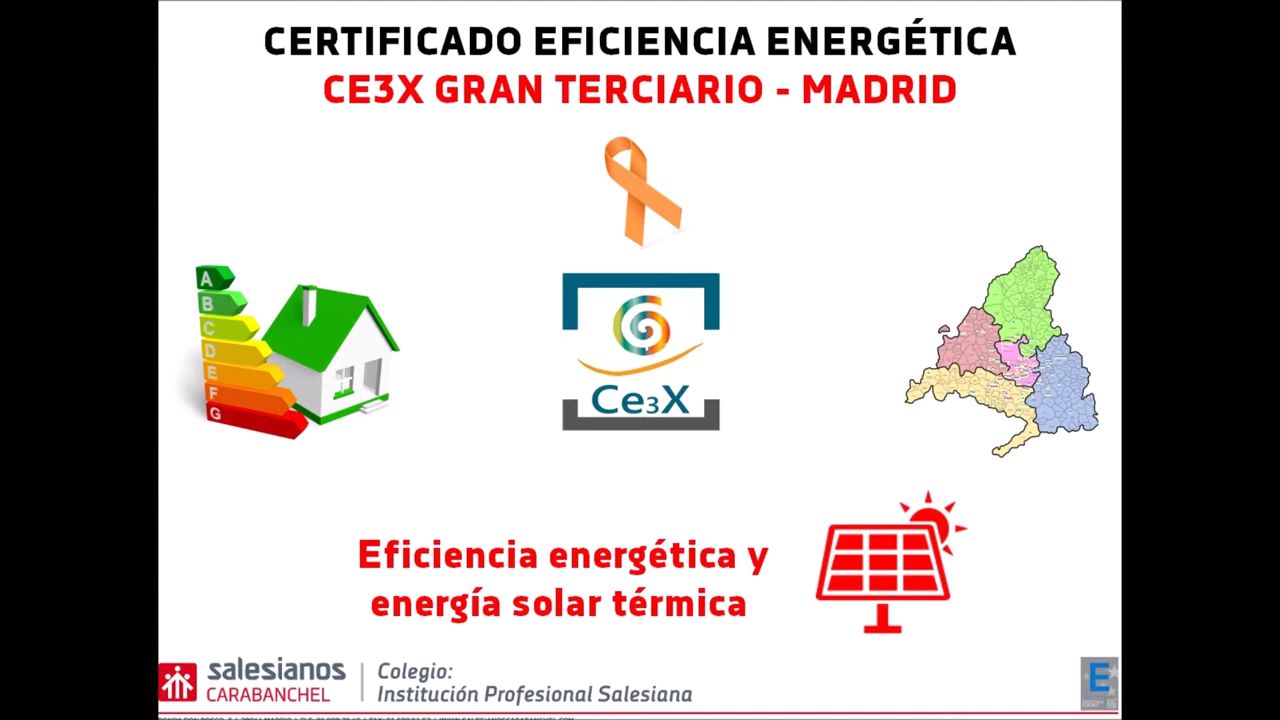 CERTIFICADO EFICIENCIA ENERGÉTICA
CE3X GRAN TERCIARIO - MADRID
A
B
C
D
E
F
G
Ce3X
Eficiencia energética y
energía solar térmica
salesianos
CARABANCHEL
Colegio:
Institución Profesional Salesiana
E